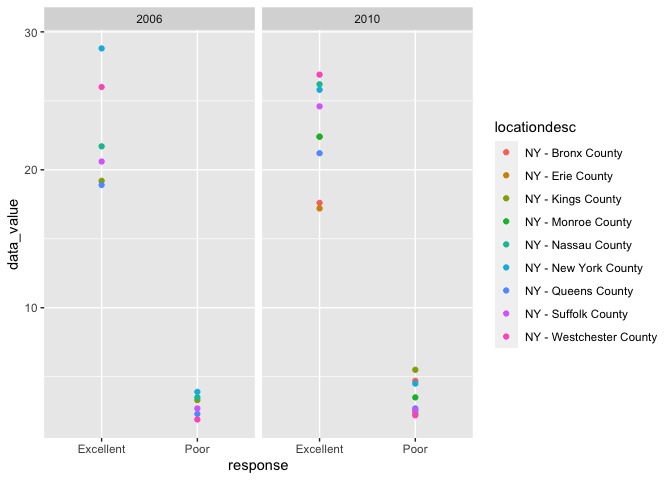 2006
2010
30
20
10
data_value
Excellent
Poor
Excellent
Poor
response
locationdesc
NY - Bronx County
NY - Erie County
NY - Kings County
NY - Monroe County
NY - Nassau County
NY - New York County
NY - Queens County
NY - Suffolk County
NY - Westchester County